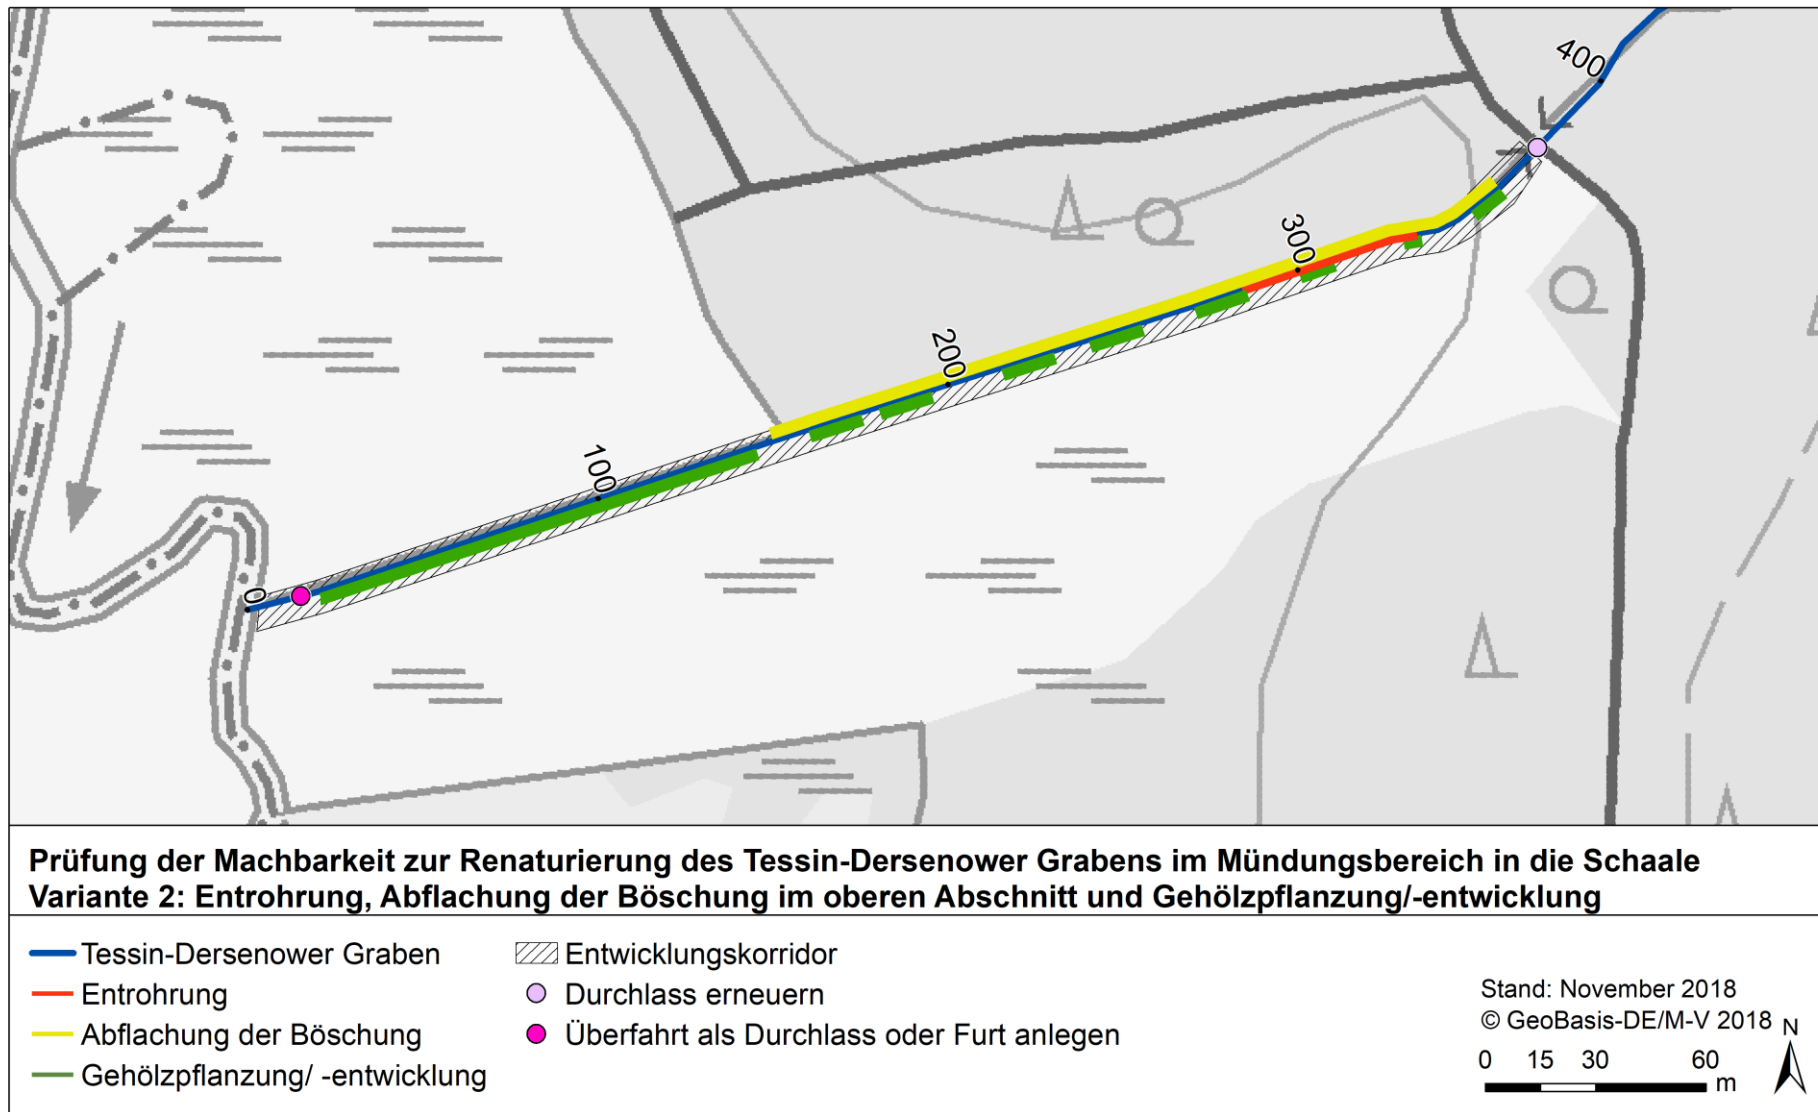 400
300
200
100
0
Prüfung der Machbarkeit zur Renaturierung des Tessin-Dersenower Grabens im Mündungsbereich in die Schaale
Variante 2: Entrohrung, Abflachung der Böschung im oberen Abschnitt und Gehölzpflanzung/-entwicklung
Tessin-Dersenower Graben
Entrohrung
Abflachung der Böschung
Gehölzpflanzung/ -entwicklung
Entwicklungskorridor
Durchlass erneuern
Überfahrt als Durchlass oder Furt anlegen
Stand: November 2018
© GeoBasis-DE/M-V 2018
N
0 15 30 60
m